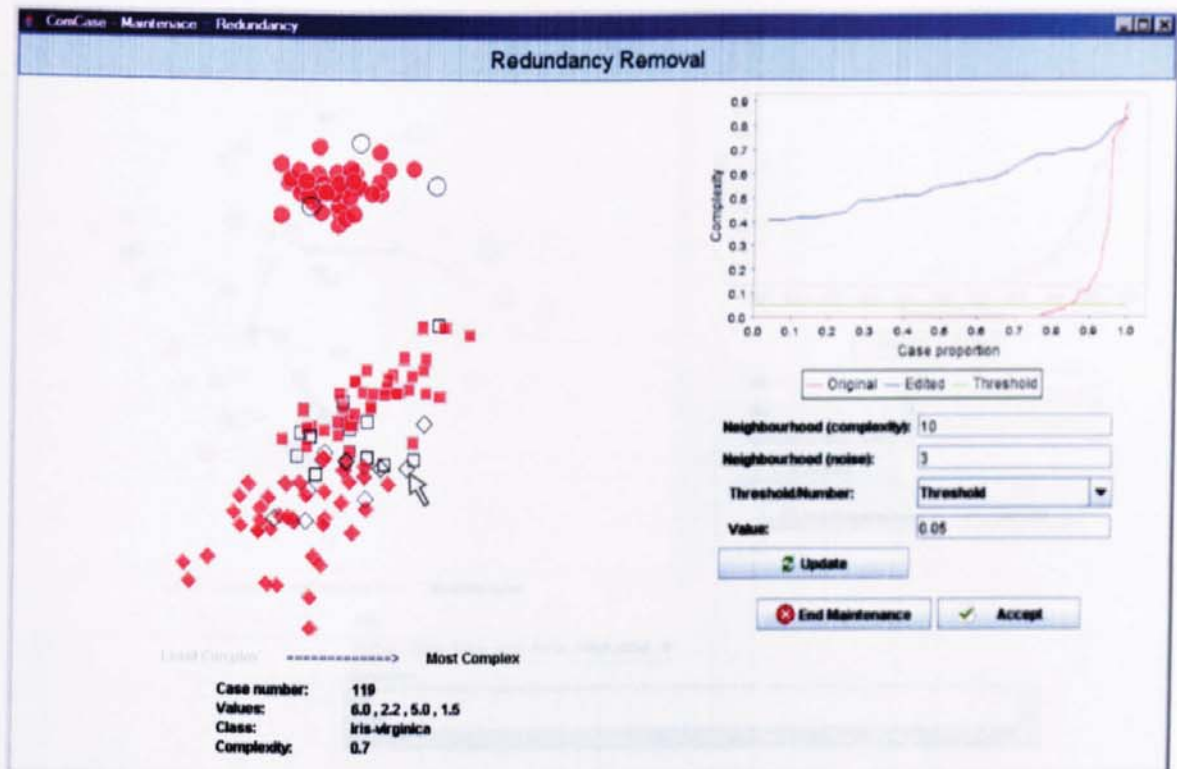 ComCase - Maintenace - Redundancy
Redundancy Removal
0.9
0.8
0.7
0.6
0.5
0.4
0.3
0.2
0.1
0.0
Complexity
0.0 0.1 0.2 0.3 0.4 0.5 0.6 0.7 0.8 0.9 1.0
Case proportion
Original Edited Threshold
Neighbourhood (complexity): 10
Neighbourhood (noise): 3
Threshold/Number: Threshold
Value: 0.05
Update
End Maintenance Accept
Least Complex Most Complex
Case number: 119
Values: 6.0 , 2.2 , 5.0 , 1.5
Class: Iris-virginica
Complexity: 0.7